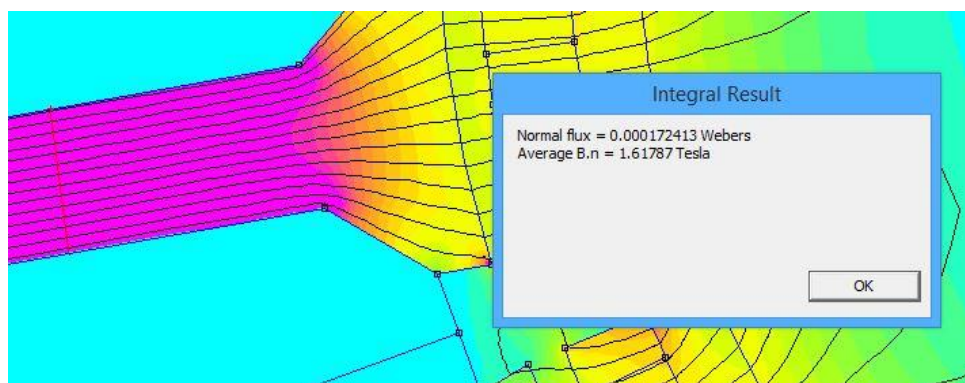 Integral Result
Normal flux = 0.000172413 Webers
Average B.n = 1.61787 Tesla
OK